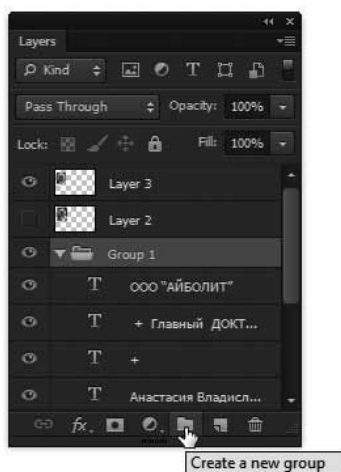 Layers
Kind
Pass Through Opacity: 100%
Lock: Fill: 100%
Layer 3
Layer 2
Group 1
T ООО "АЙБОЛИТ"
T + Главный ДОКТ...
T +
T Анастасия Владисл...
fx.
Create a new group